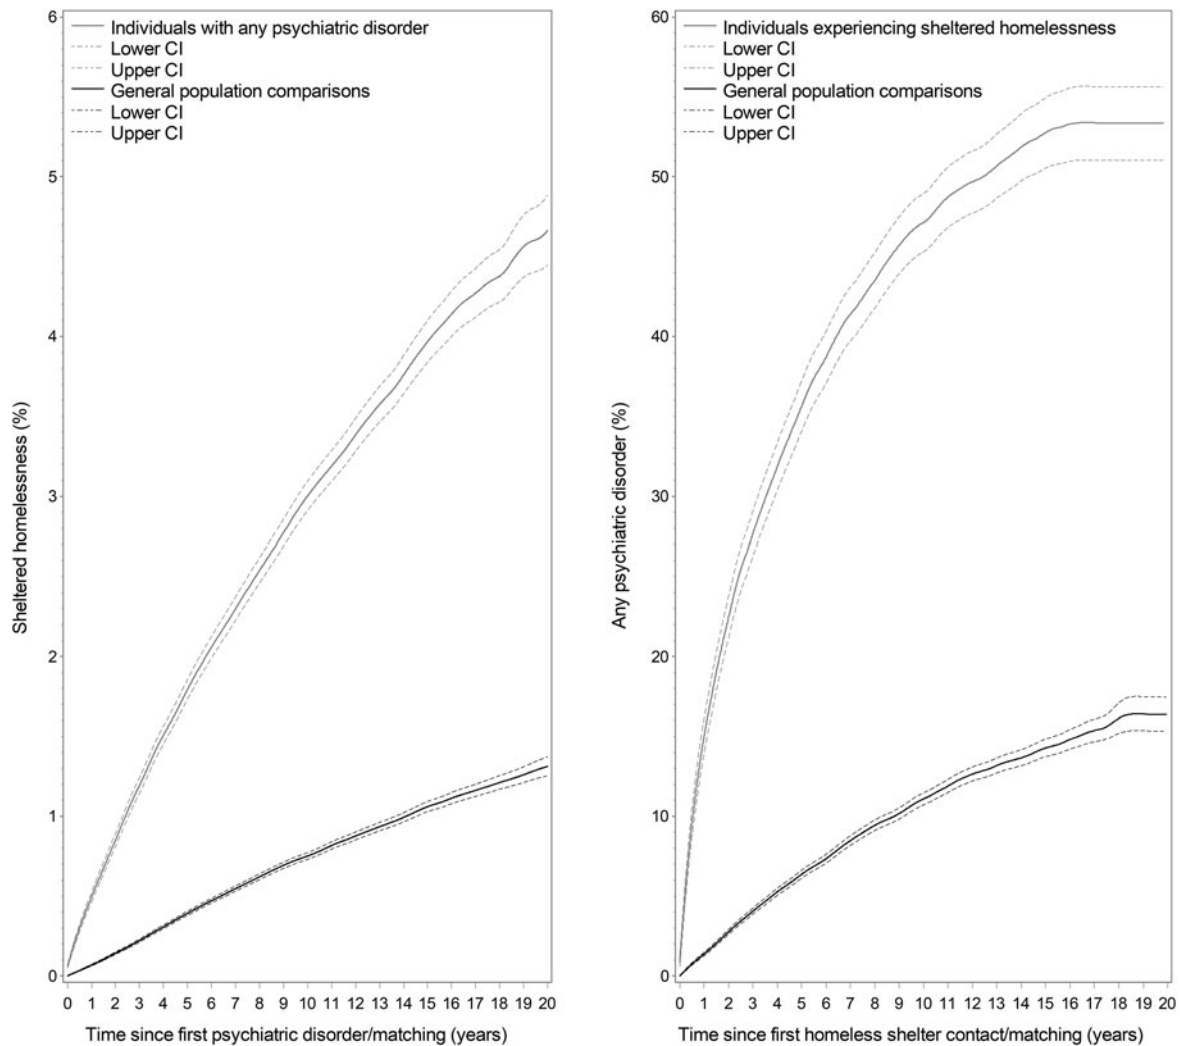 6
Individuals with any psychiatric disorder
Lower CI
Upper CI
General population comparisons
Lower CI
Upper CI
5
4
3
2
1
0
Sheltered homelessness (%)
0 1 2 3 4 5 6 7 8 9 10 11 12 13 14 15 16 17 18 19 20
Time since first psychiatric disorder/matching (years)
60
Individuals experiencing sheltered homelessness
Lower CI
Upper CI
General population comparisons
Lower CI
Upper CI
50
40
30
20
10
0
Any psychiatric disorder (%)
0 1 2 3 4 5 6 7 8 9 10 11 12 13 14 15 16 17 18 19 20
Time since first homeless shelter contact/matching (years)